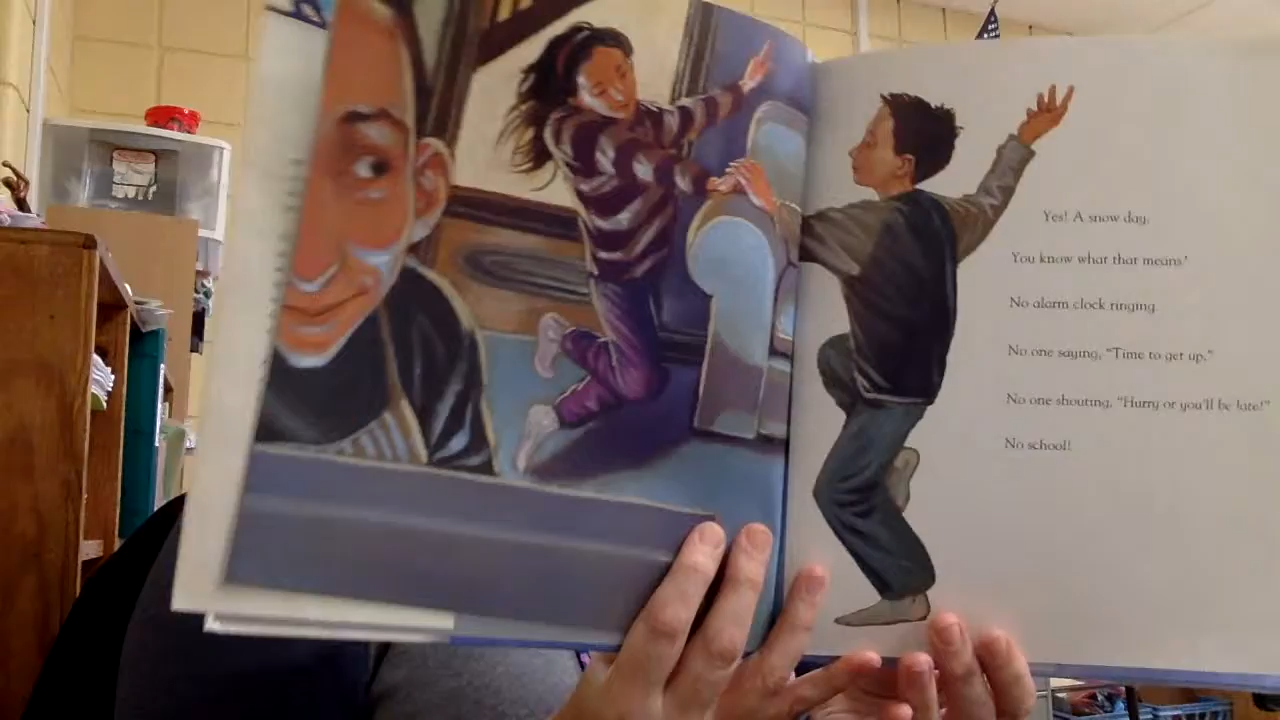 Yes! A snow day.
You know what that means!
No alarm clock ringing.
No one saying, "Time to get up."
No one shouting, "Hurry or you'll be late!"
No school!